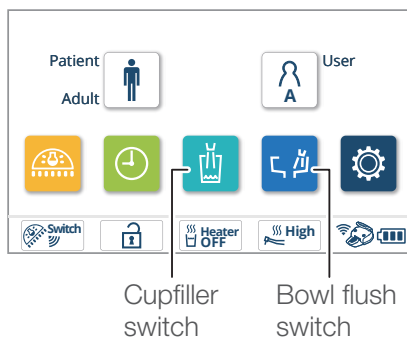 Patient
Adult
User
A
Switch
Heater
OFF
High
Cupfiller
switch
Bowl flush
switch